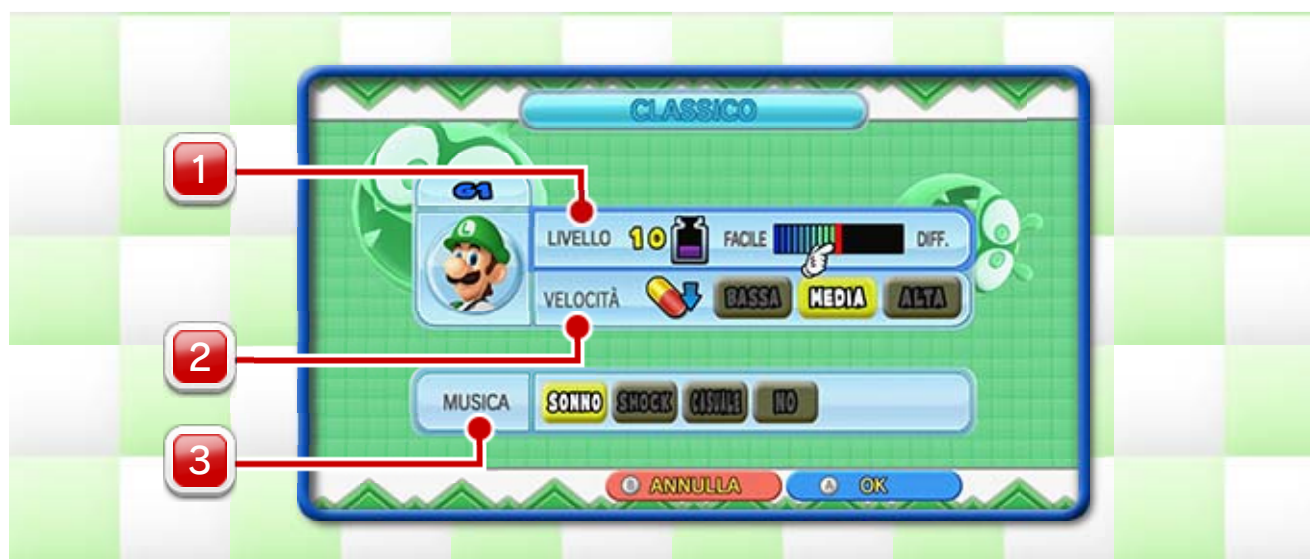 CLASSICO
1
G1
LIVELLO 10 FACILE DIFF.
VELOCITÀ BASSA MEDIA ALTA
2
MUSICA SONNO SHOCK CASUALE NO
3
B ANNULLA A OK